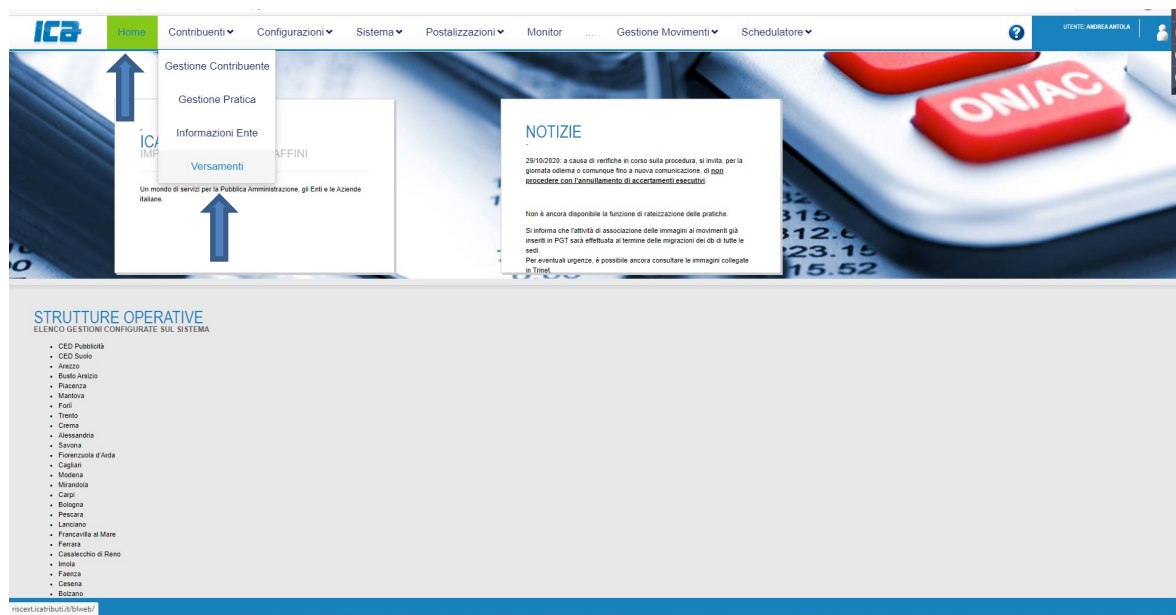 ICA
Home Contribuenti Configurazioni Sistema Postalizzazioni Monitor ... Gestione Movimenti Schedulatore
UTENTE: ANDREA ANTOLA
Gestione Contribuente
Gestione Pratica
Informazioni Ente
Versamenti
AFFINI
Un mondo di servizi per la Pubblica Amministrazione, gli Enti e le Aziende
italiane.
NOTIZIE
-
29/10/2020: a causa di verifiche in corso sulla procedura, si invita, per la
giornata odierna o comunque fino a nuova comunicazione, di non
procedere con l'annullamento di accertamenti esecutivi.
Non è ancora disponibile la funzione di rateizzazione delle pratiche.
Si informa che l'attività di associazione delle immagini ai movimenti già
inseriti in PGT sarà effettuata al termine delle migrazioni dei db di tutte le
sedi.
Per eventuali urgenze, è possibile ancora consultare le immagini collegate
in Trinet.
ON/AC
15.52
STRUTTURE OPERATIVE
ELENCO GESTIONI CONFIGURATE SUL SISTEMA
• CED Pubblicità
• CED Suolo
• Arezzo
• Busto Arsizio
• Piacenza
• Mantova
• Forlì
• Trento
• Crema
• Alessandria
• Savona
• Fiorenzuola d'Arda
• Cagliari
• Modena
• Mirandola
• Carpi
• Bologna
• Pescara
• Lanciano
• Francavilla al Mare
• Ferrara
• Casalecchio di Reno
• Imola
• Faenza
• Cesena
• Bolzano
riscext.icatributi.it/blweb/